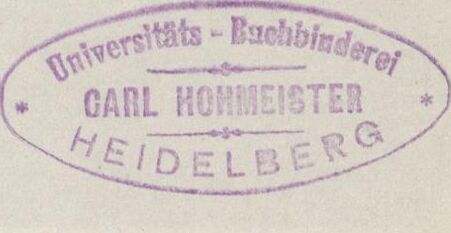 Universitäts - Buchbinderei
* CARL HOHMEISTER *
HEIDELBERG